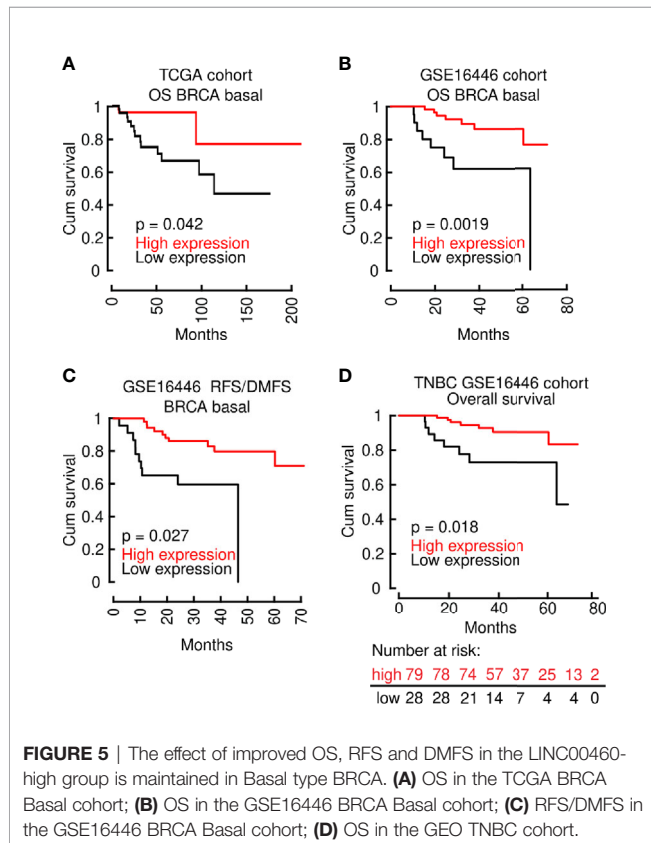 A
TCGA cohort
OS BRCA basal
Cum survival
1
0.8
0.6
0.4
0.2
0
p = 0.042
High expression
Low expression
0 50 100 150 200
Months
B
GSE16446 cohort
OS BRCA basal
Cum survival
1
0.8
0.6
0.4
0.2
0
p = 0.0019
High expression
Low expression
0 20 40 60 80
Months
C
GSE16446 RFS/DMFS
BRCA basal
Cum survival
1
0.8
0.6
0.4
0.2
0
p = 0.027
High expression
Low expression
0 10 20 30 40 50 60 70
Months
D
TNBC GSE16446 cohort
Overall survival
Cum survival
1
0.8
0.6
0.4
0.2
0
p = 0.018
High expression
Low expression
0 20 40 60 80
Months
Number at risk:
high 79 78 74 57 37 25 13 2
low 28 28 21 14 7 4 4 0
FIGURE 5 | The effect of improved OS, RFS and DMFS in the LINC00460-
high group is maintained in Basal type BRCA. (A) OS in the TCGA BRCA
Basal cohort; (B) OS in the GSE16446 BRCA Basal cohort; (C) RFS/DMFS in
the GSE16446 BRCA Basal cohort; (D) OS in the GEO TNBC cohort.